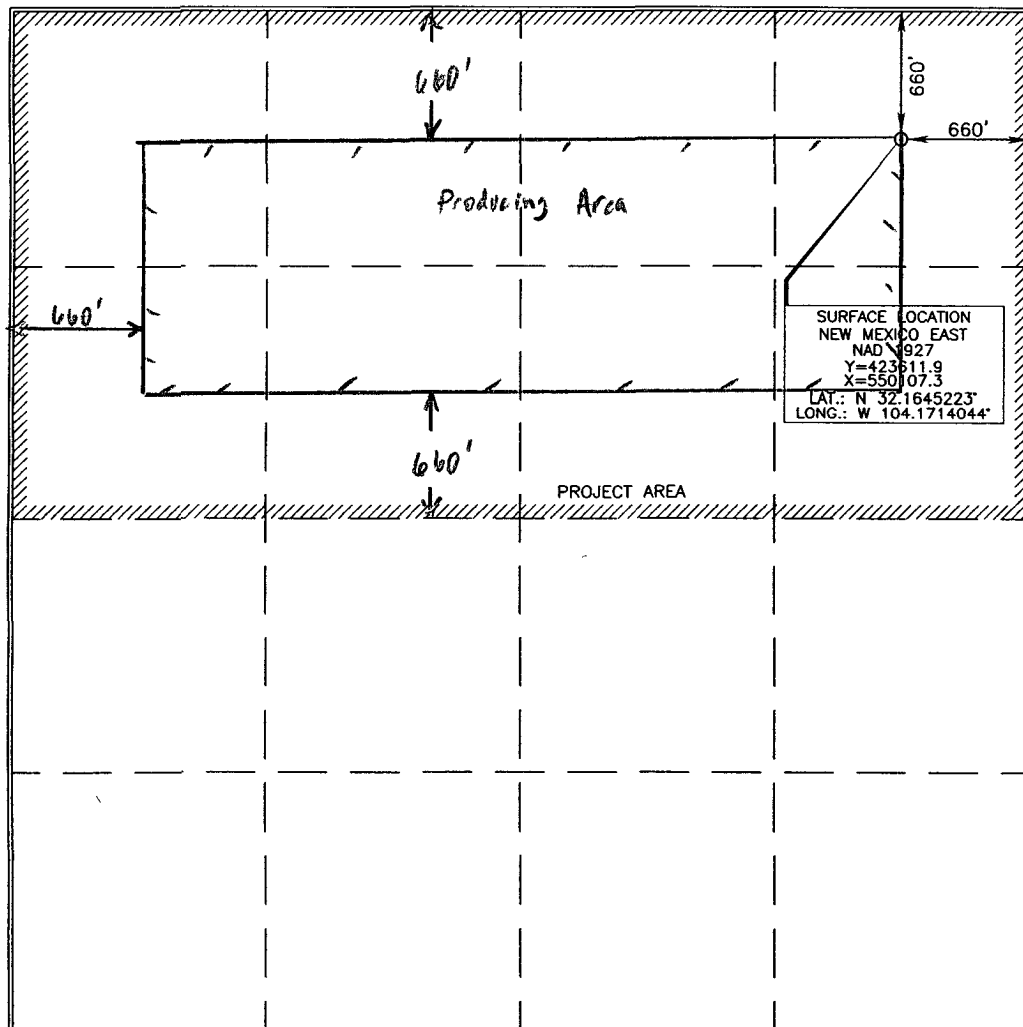 660'
660'
660'
Producing Area
660'
SURFACE LOCATION
NEW MEXICO EAST
NAD 1927
Y=423611.9
X=550107.3
LAT.: N 32.1645223°
LONG.: W 104.1714044°
660'
PROJECT AREA